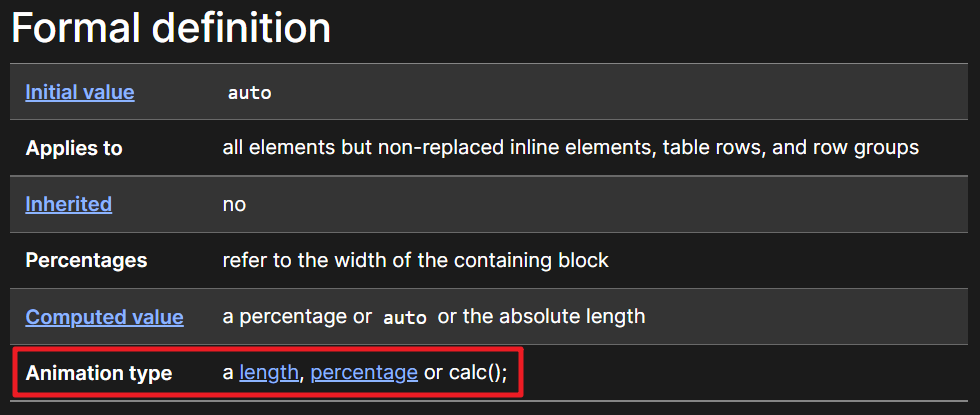 Formal definition
Initial value auto
Applies to all elements but non-replaced inline elements, table rows, and row groups
Inherited no
Percentages refer to the width of the containing block
Computed value a percentage or auto or the absolute length
Animation type a length, percentage or calc();